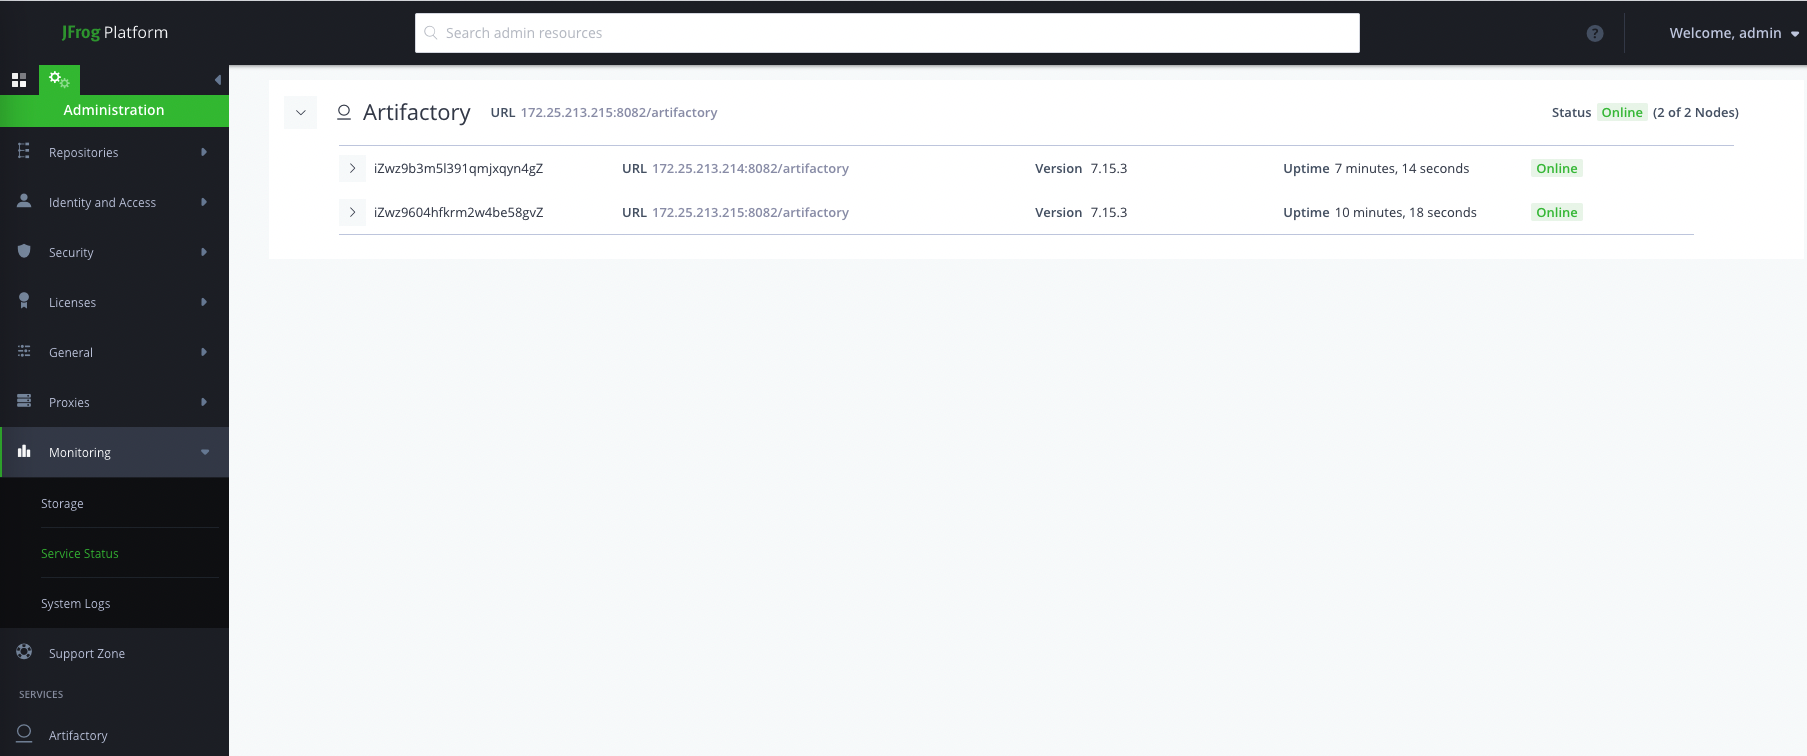 JFrog Platform
Search admin resources
?
Welcome, admin
Administration
Repositories
Identity and Access
Security
Licenses
General
Proxies
Monitoring
Storage
Service Status
System Logs
Support Zone
SERVICES
Artifactory
Artifactory URL 172.25.213.215:8082/artifactory Status Online (2 of 2 Nodes)
iZwz9b3m5l391qmjxqyn4gZ URL 172.25.213.214:8082/artifactory Version 7.15.3 Uptime 7 minutes, 14 seconds Online
iZwz9604hfkrm2w4be58gvZ URL 172.25.213.215:8082/artifactory Version 7.15.3 Uptime 10 minutes, 18 seconds Online